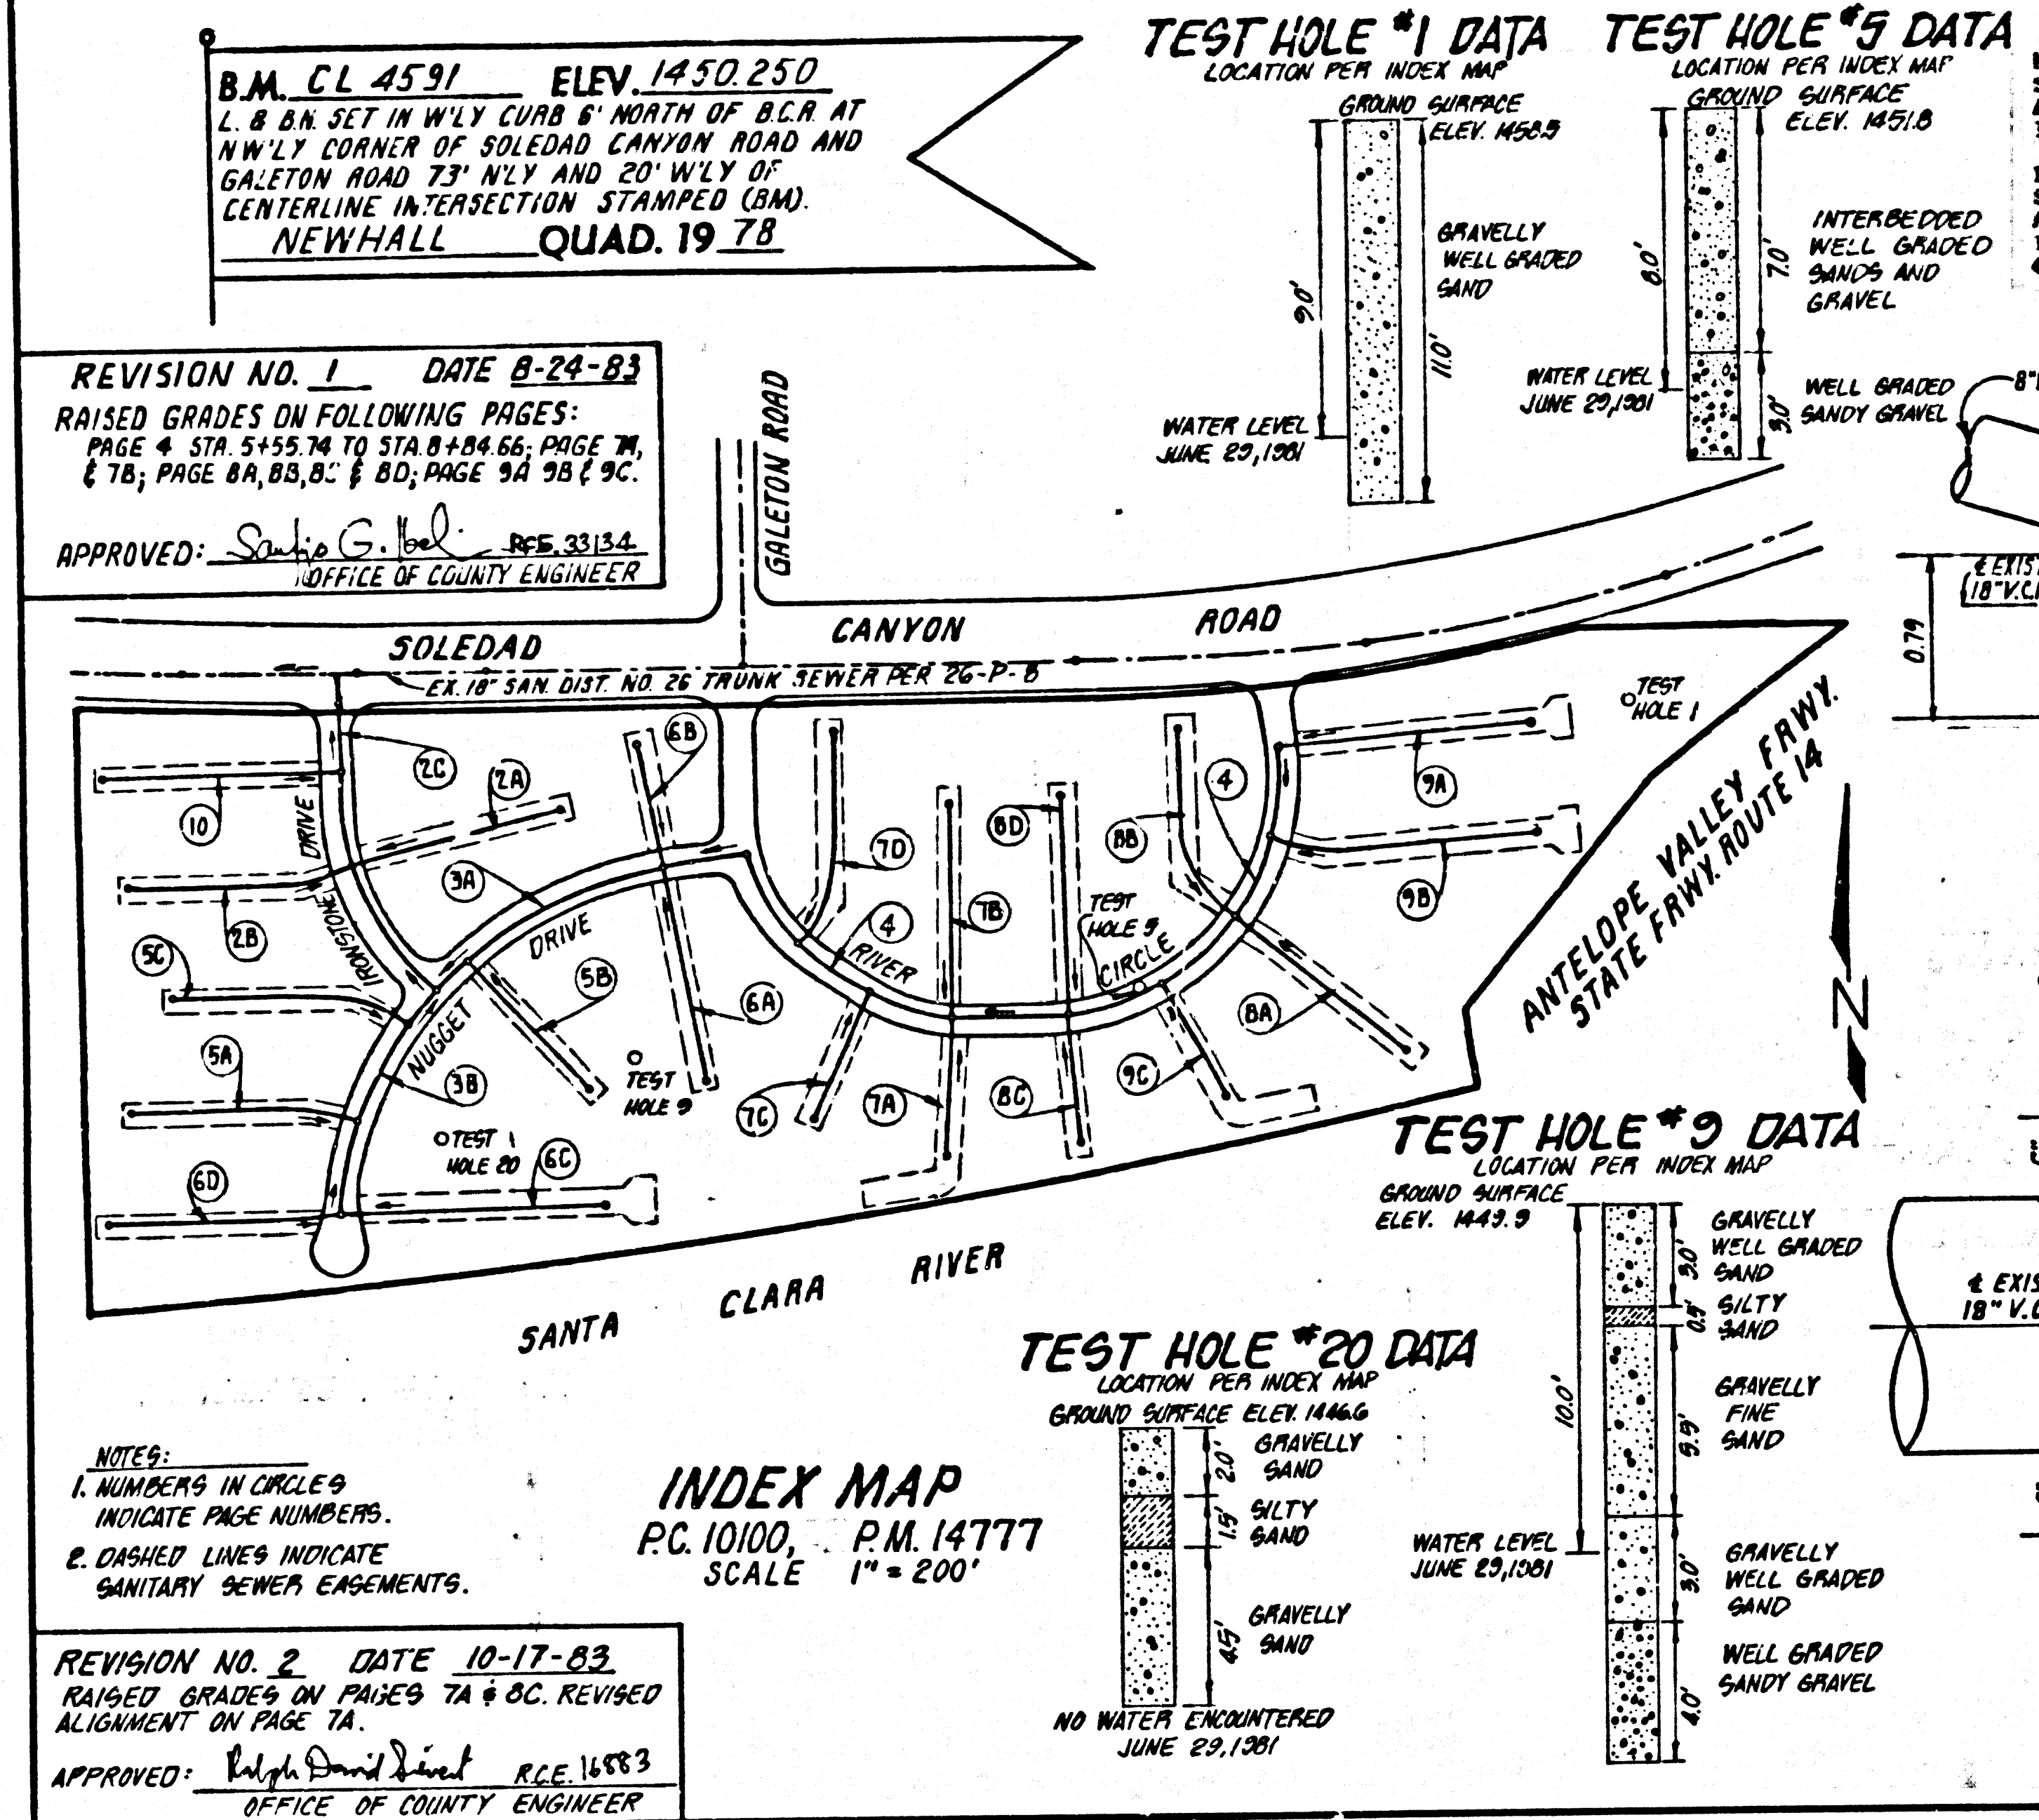 B.M. CL 4591 ELEV. 1450.250
L. & B.N. SET IN W'LY CURB 6' NORTH OF B.C.R. AT
NW'LY CORNER OF SOLEDAD CANYON ROAD AND
GALETON ROAD 73' N'LY AND 20' W'LY OF
CENTERLINE INTERSECTION STAMPED (BM).
NEWHALL QUAD. 19 78
REVISION NO. 1 DATE 8-24-83
RAISED GRADES ON FOLLOWING PAGES:
PAGE 4 STA. 5+55.74 TO STA. 8+84.66; PAGE 7A,
& 7B; PAGE 8A, 8B, 8C & 8D; PAGE 9A 9B & 9C.
APPROVED: R.C.E. 33134
OFFICE OF COUNTY ENGINEER
TEST HOLE #1 DATA
LOCATION PER INDEX MAP
GROUND SURFACE
ELEV. 1458.5
9.0'
11.0'
GRAVELLY
WELL GRADED
SAND
WATER LEVEL
JUNE 29, 1981
TEST HOLE #5 DATA
LOCATION PER INDEX MAP
GROUND SURFACE
ELEV. 1451.8
8.0'
7.0'
INTERBEDDED
WELL GRADED
SANDS AND
GRAVEL
WATER LEVEL
JUNE 29, 1981
3.0'
WELL GRADED
SANDY GRAVEL
8"
℄ EXIST
18" V.C.
0.79
GALETON ROAD
SOLEDAD CANYON ROAD
EX. 18" SAN. DIST. NO. 26 TRUNK SEWER PER 26-P-B
TEST
HOLE 1
6B
2C
2A
10
DRIVE
7D
8D
8B
4
9A
3A
7B
9B
2B
IRONSTONE
5C
DRIVE
4
RIVER
TEST
HOLE 5
CIRCLE
5B
6A
8A
5A
NUGGET
3B
TEST
HOLE 9
7C
7A
8C
9C
TEST
HOLE 20
6C
6D
ANTELOPE VALLEY FRWY.
STATE FRWY. ROUTE 14
N
SANTA CLARA RIVER
TEST HOLE #9 DATA
LOCATION PER INDEX MAP
GROUND SURFACE
ELEV. 1449.9
10.0'
3.0'
GRAVELLY
WELL GRADED
SAND
0.5'
SILTY
SAND
5.5'
GRAVELLY
FINE
SAND
WATER LEVEL
JUNE 29, 1981
3.0'
GRAVELLY
WELL GRADED
SAND
4.0'
WELL GRADED
SANDY GRAVEL
℄ EXIS
18" V.C
TEST HOLE #20 DATA
LOCATION PER INDEX MAP
GROUND SURFACE ELEV. 1446.6
2.0'
GRAVELLY
SAND
1.5'
SILTY
SAND
4.5'
GRAVELLY
SAND
NO WATER ENCOUNTERED
JUNE 29, 1981
NOTES:
1. NUMBERS IN CIRCLES
INDICATE PAGE NUMBERS.
2. DASHED LINES INDICATE
SANITARY SEWER EASEMENTS.
INDEX MAP
P.C. 10100, P.M. 14777
SCALE 1" = 200'
REVISION NO. 2 DATE 10-17-83
RAISED GRADES ON PAGES 7A & 8C. REVISED
ALIGNMENT ON PAGE 7A.
APPROVED: Ralph David Sievert R.C.E. 16883
OFFICE OF COUNTY ENGINEER